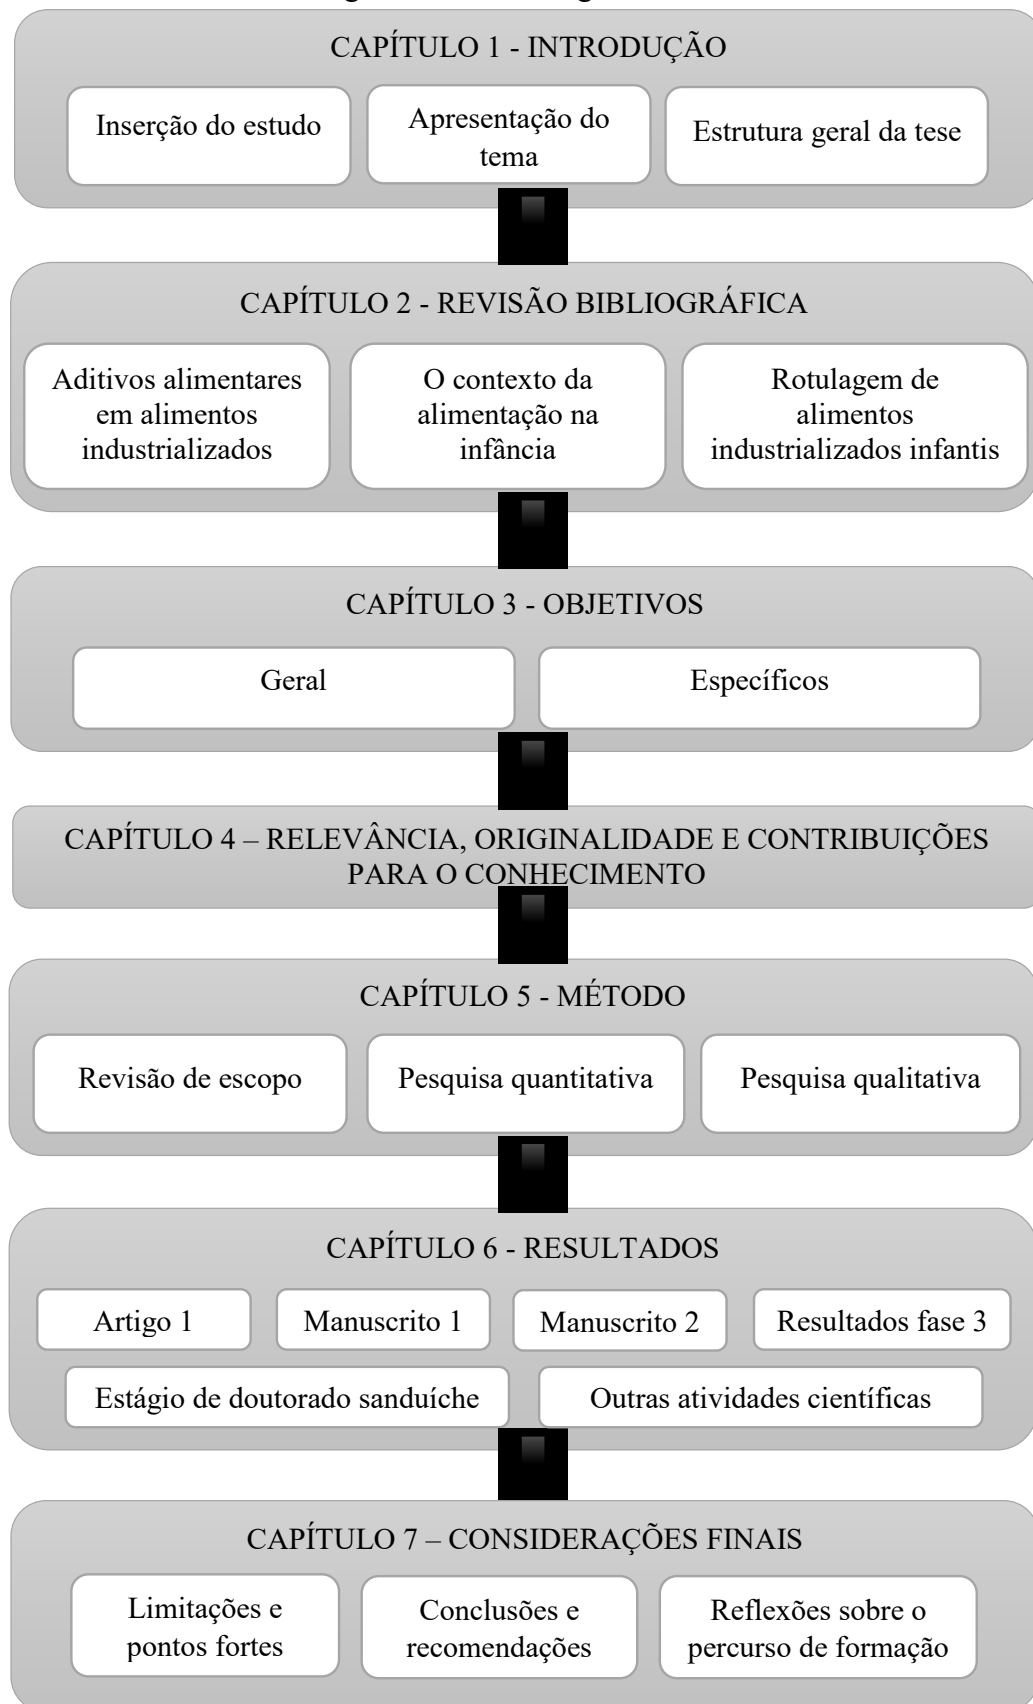 CAPÍTULO 1 - INTRODUÇÃO
Inserção do estudo
Apresentação do
tema
Estrutura geral da tese
CAPÍTULO 2 - REVISÃO BIBLIOGRÁFICA
Aditivos alimentares
em alimentos
industrializados
O contexto da
alimentação na
infância
Rotulagem de
alimentos
industrializados infantis
CAPÍTULO 3 - OBJETIVOS
Geral
Específicos
CAPÍTULO 4 – RELEVÂNCIA, ORIGINALIDADE E CONTRIBUIÇÕES
PARA O CONHECIMENTO
CAPÍTULO 5 - MÉTODO
Revisão de escopo
Pesquisa quantitativa
Pesquisa qualitativa
CAPÍTULO 6 - RESULTADOS
Artigo 1
Manuscrito 1
Manuscrito 2
Resultados fase 3
Estágio de doutorado sanduíche
Outras atividades científicas
CAPÍTULO 7 – CONSIDERAÇÕES FINAIS
Limitações e
pontos fortes
Conclusões e
recomendações
Reflexões sobre o
percurso de formação